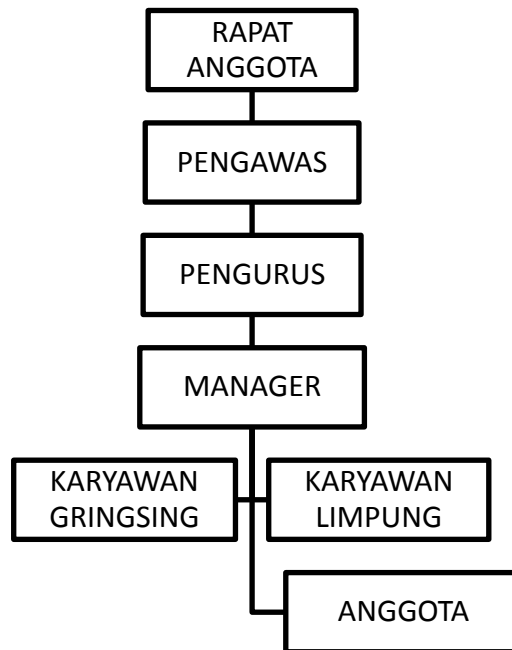 RAPAT
ANGGOTA
PENGAWAS
PENGURUS
MANAGER
KARYAWAN
GRINGSING
KARYAWAN
LIMPUNG
ANGGOTA